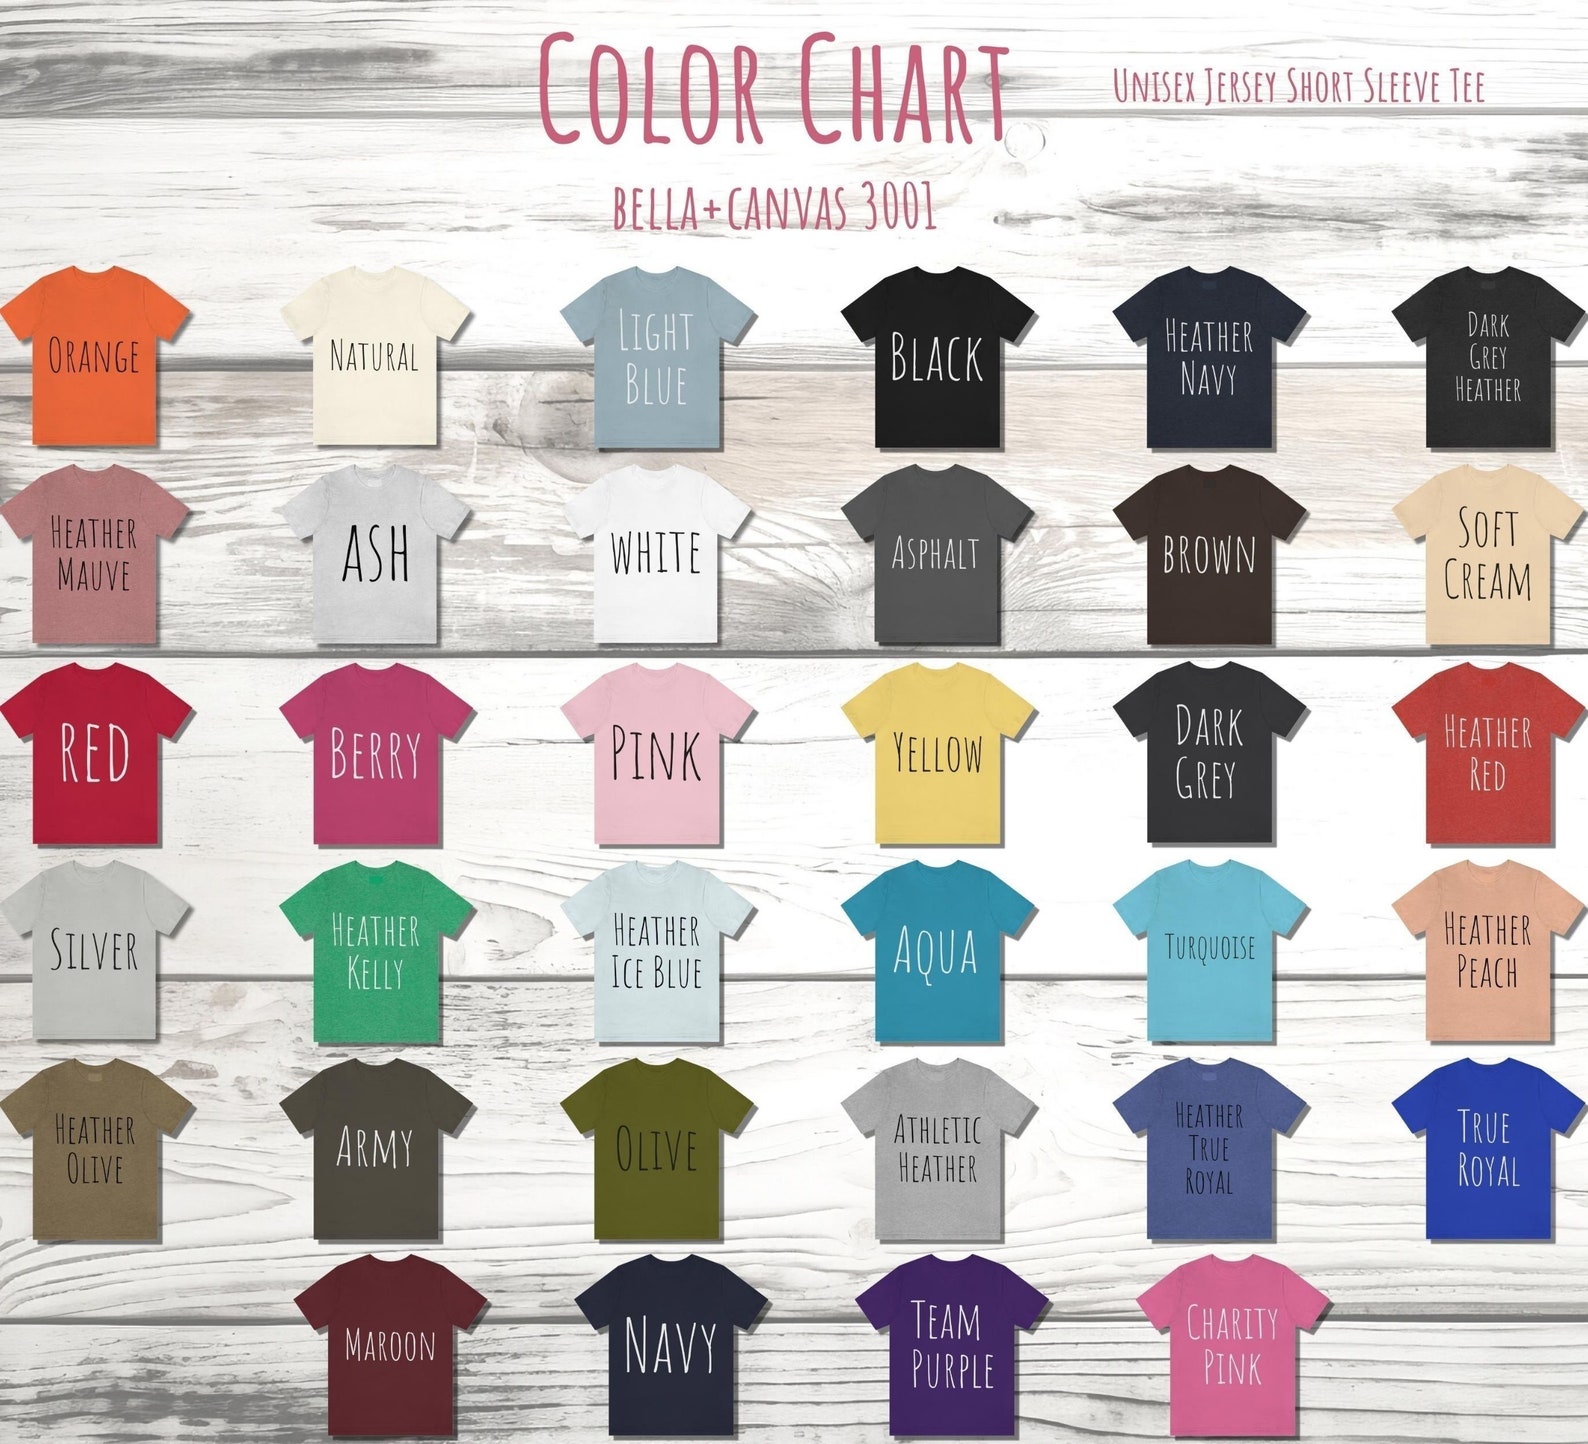 COLOR CHART
UNISEX JERSEY SHORT SLEEVE TEE
BELLA+CANVAS 3001
ORANGE
NATURAL
LIGHT
BLUE
BLACK
HEATHER
NAVY
DARK
GREY
HEATHER
HEATHER
MAUVE
ASH
WHITE
ASPHALT
BROWN
SOFT
CREAM
RED
BERRY
PINK
YELLOW
DARK
GREY
HEATHER
RED
SILVER
HEATHER
KELLY
HEATHER
ICE BLUE
AQUA
TURQUOISE
HEATHER
PEACH
HEATHER
OLIVE
ARMY
OLIVE
ATHLETIC
HEATHER
HEATHER
TRUE
ROYAL
TRUE
ROYAL
MAROON
NAVY
TEAM
PURPLE
CHARITY
PINK